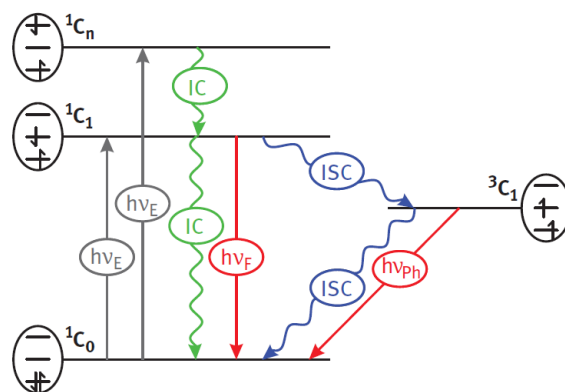 ¹Cₙ
IC
¹C₁
ISC
³C₁
hνE
IC
hνE
hνF
hνPh
ISC
¹C₀